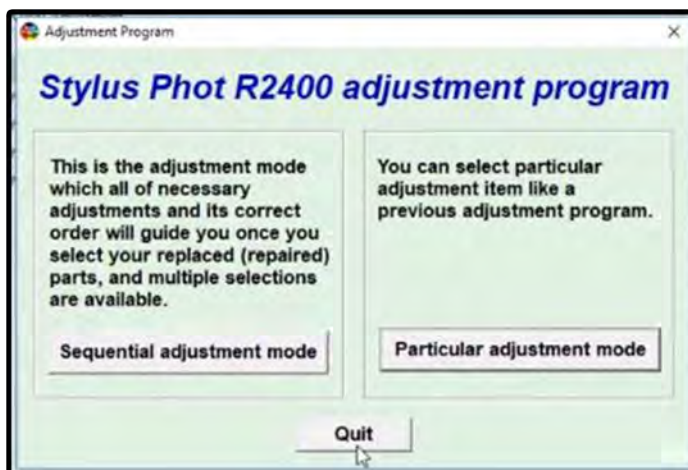 Adjustment Program
Stylus Phot R2400 adjustment program
This is the adjustment mode
which all of necessary
adjustments and its correct
order will guide you once you
select your replaced (repaired)
parts, and multiple selections
are available.
Sequential adjustment mode
You can select particular
adjustment item like a
previous adjustment program.
Particular adjustment mode
Quit